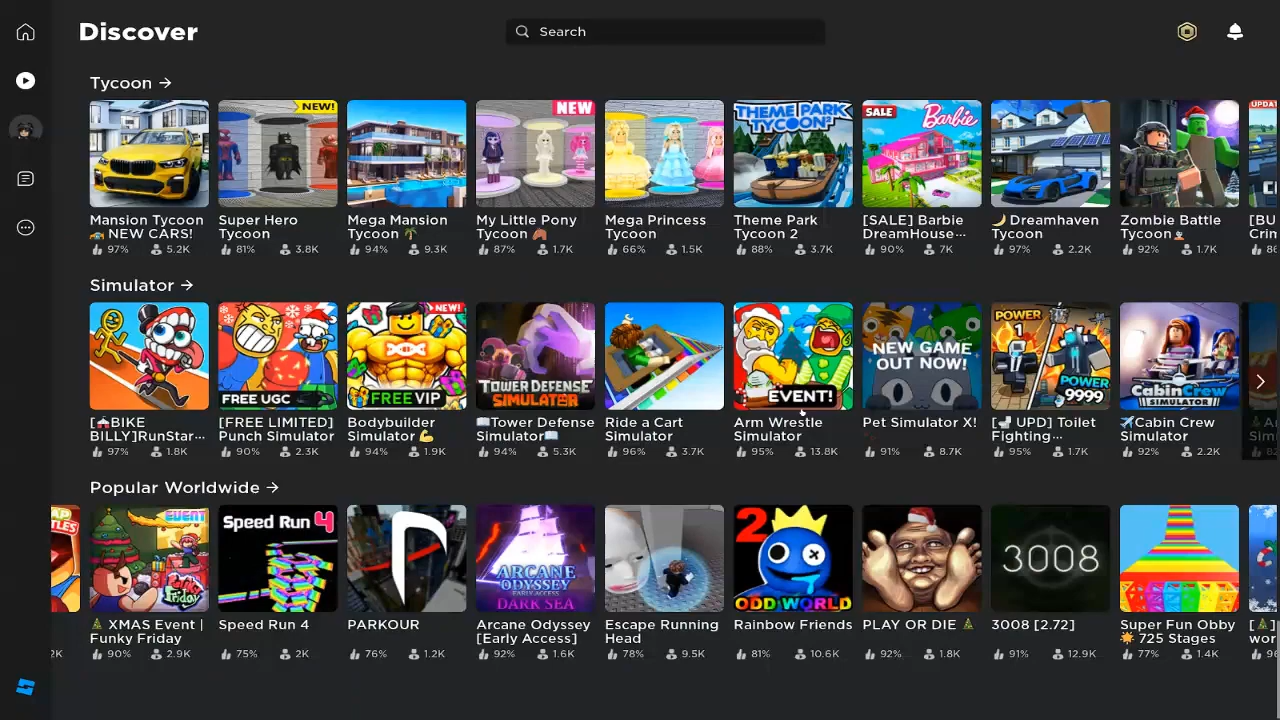 Discover
Search
Tycoon →
NEW!
NEW
THEME PARK
TYCOON
SALE
Barbie
Mansion Tycoon
🚕 NEW CARS!
97% 5.2K
Super Hero
Tycoon
81% 3.8K
Mega Mansion
Tycoon 🌴
94% 9.3K
My Little Pony
Tycoon
87% 1.7K
Mega Princess
Tycoon
66% 1.5K
Theme Park
Tycoon 2
88% 3.7K
[SALE] Barbie
DreamHouse...
90% 7K
🌙 Dreamhaven
Tycoon
97% 2.2K
Zombie Battle
Tycoon
92% 1.7K
Simulator →
FREE UGC
NEW!
FREE VIP
TOWER DEFENSE
SIMULATOR
EVENT!
NEW GAME
OUT NOW!
POWER
1
POWER
9999
CabinCrew
SIMULATOR
[🎪BIKE
BILLY]RunStar...
97% 1.8K
[FREE LIMITED]
Punch Simulator
90% 2.3K
Bodybuilder
Simulator 💪
94% 1.9K
📖Tower Defense
Simulator📖
94% 5.3K
Ride a Cart
Simulator
96% 3.7K
Arm Wrestle
Simulator
95% 13.8K
Pet Simulator X!
91% 8.7K
[🚽 UPD] Toilet
Fighting...
95% 1.7K
✈️Cabin Crew
Simulator
92% 2.2K
Popular Worldwide →
EVENT
Funky
Friday
Speed Run 4
ARCANE
ODYSSEY
EARLY ACCESS
DARK SEA
2
ODD WORLD
3008
2K
🎄 XMAS Event |
Funky Friday
90% 2.9K
Speed Run 4
75% 2K
PARKOUR
76% 1.2K
Arcane Odyssey
[Early Access]
92% 1.6K
Escape Running
Head
78% 9.5K
Rainbow Friends
81% 10.6K
PLAY OR DIE 🎄
92% 1.8K
3008 [2.72]
91% 12.9K
Super Fun Obby
☀️ 725 Stages
77% 1.4K